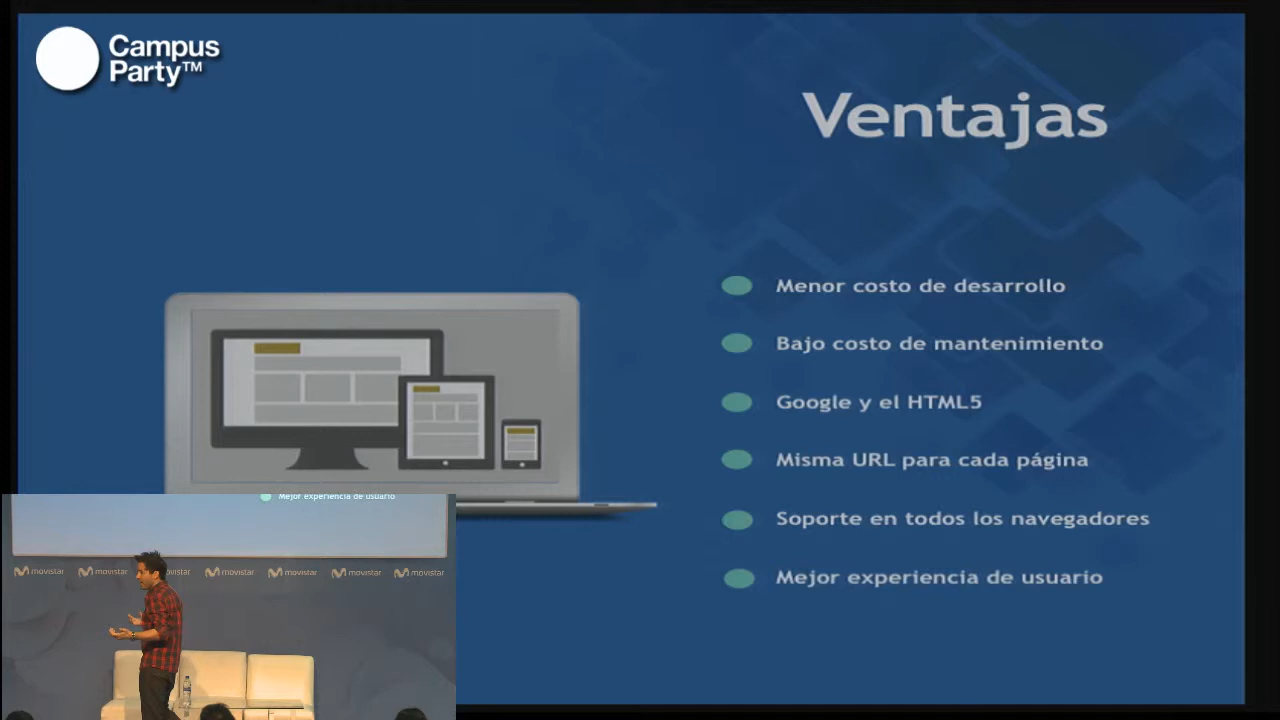 Campus
Party™
Ventajas
Menor costo de desarrollo
Bajo costo de mantenimiento
Google y el HTML5
Misma URL para cada página
Soporte en todos los navegadores
Mejor experiencia de usuario
Mejor experiencia de usuario
movistar movistar movistar movistar movistar movistar movistar